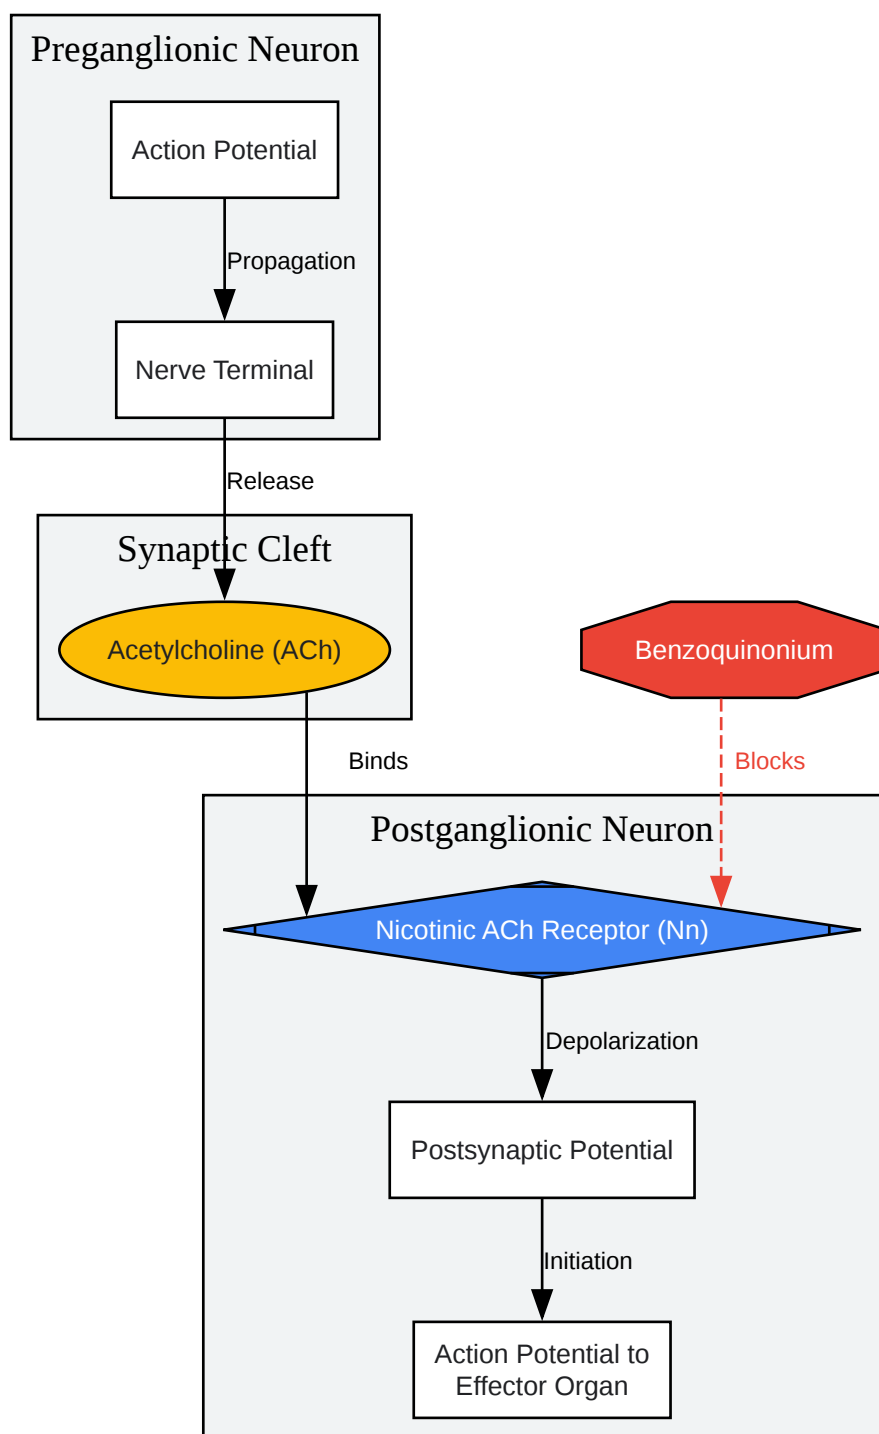 Preganglionic Neuron
Action Potential
Propagation
Nerve Terminal
Release
Synaptic Cleft
Acetylcholine (ACh)
Benzoquinonium
Binds
Blocks
Postganglionic Neuron
Nicotinic ACh Receptor (Nn)
Depolarization
Postsynaptic Potential
Initiation
Action Potential to
Effector Organ